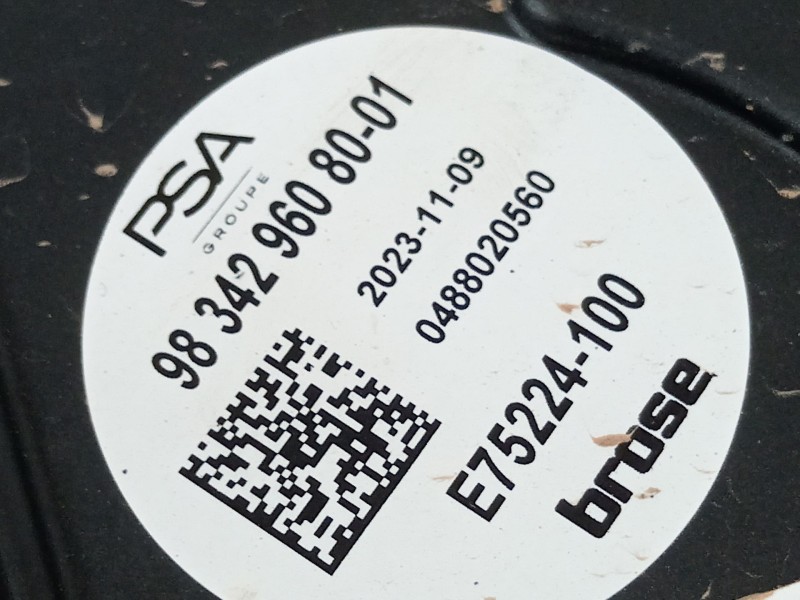 PSA
GROUPE
98 342 960 80-01
2023-11-09
0488020560
E75224-100
brose